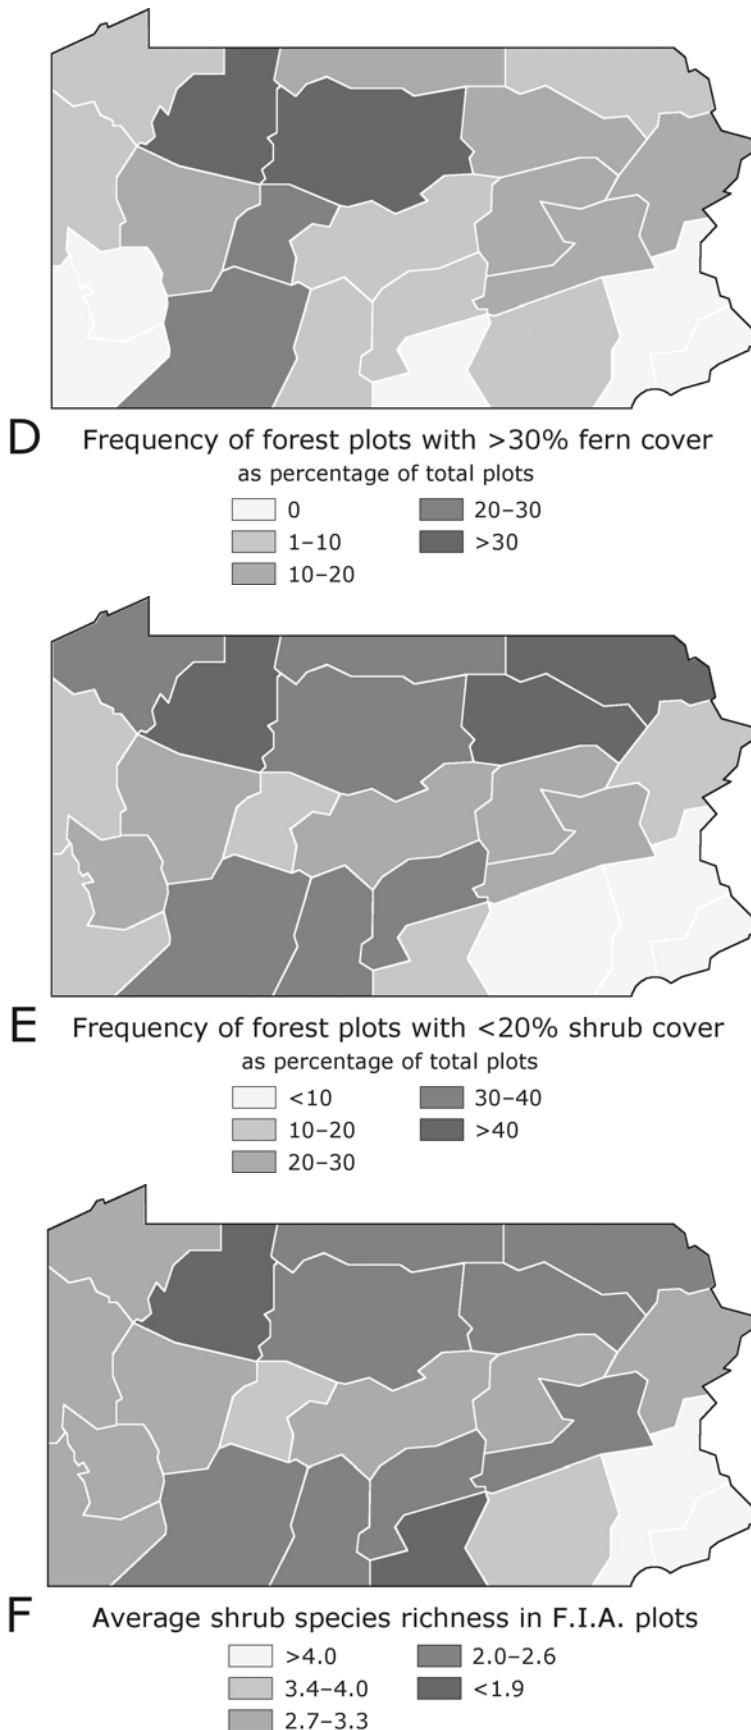 D Frequency of forest plots with >30% fern cover
as percentage of total plots
0 20–30
1–10 >30
10–20
E Frequency of forest plots with <20% shrub cover
as percentage of total plots
<10 30–40
10–20 >40
20–30
F Average shrub species richness in F.I.A. plots
>4.0 2.0–2.6
3.4–4.0 <1.9
2.7–3.3